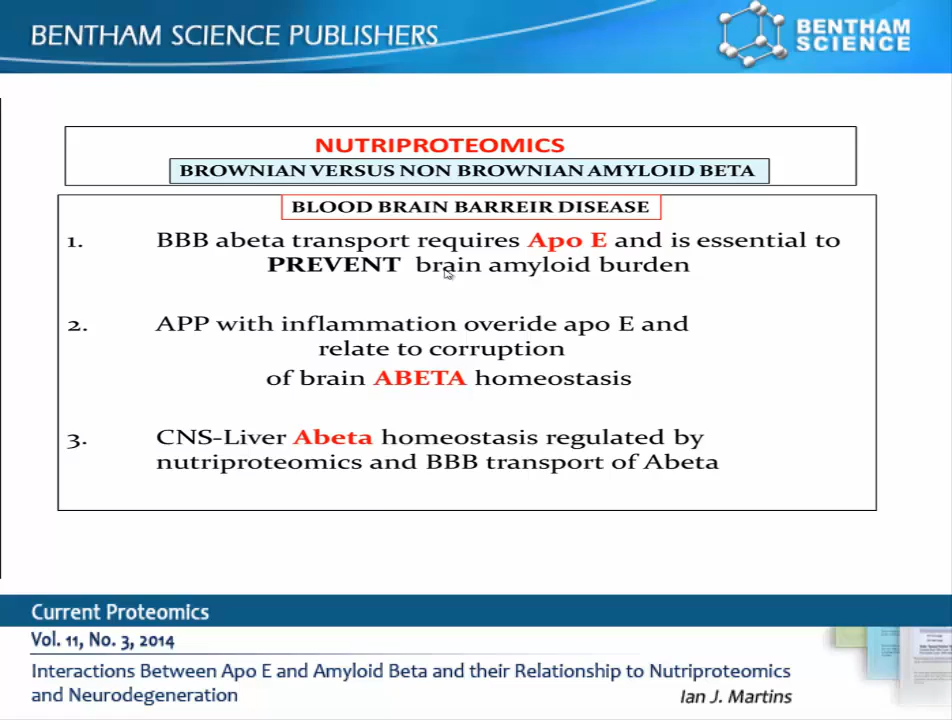 BENTHAM SCIENCE PUBLISHERS
BENTHAM
SCIENCE
NUTRIPROTEOMICS
BROWNIAN VERSUS NON BROWNIAN AMYLOID BETA
BLOOD BRAIN BARREIR DISEASE
1. BBB abeta transport requires Apo E and is essential to
PREVENT brain amyloid burden
2. APP with inflammation overide apo E and
relate to corruption
of brain ABETA homeostasis
3. CNS-Liver Abeta homeostasis regulated by
nutriproteomics and BBB transport of Abeta
Current Proteomics
Vol. 11, No. 3, 2014
Interactions Between Apo E and Amyloid Beta and their Relationship to Nutriproteomics
and Neurodegeneration
Ian J. Martins